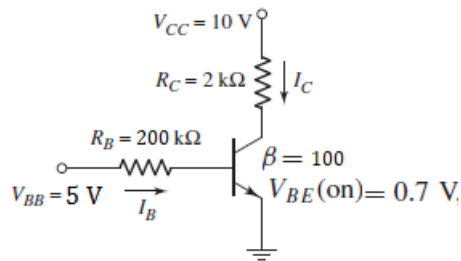 V_CC = 10 V
R_C = 2 kΩ
I_C
R_B = 200 kΩ
β = 100
V_BB = 5 V
I_B
V_BE(on) = 0.7 V,